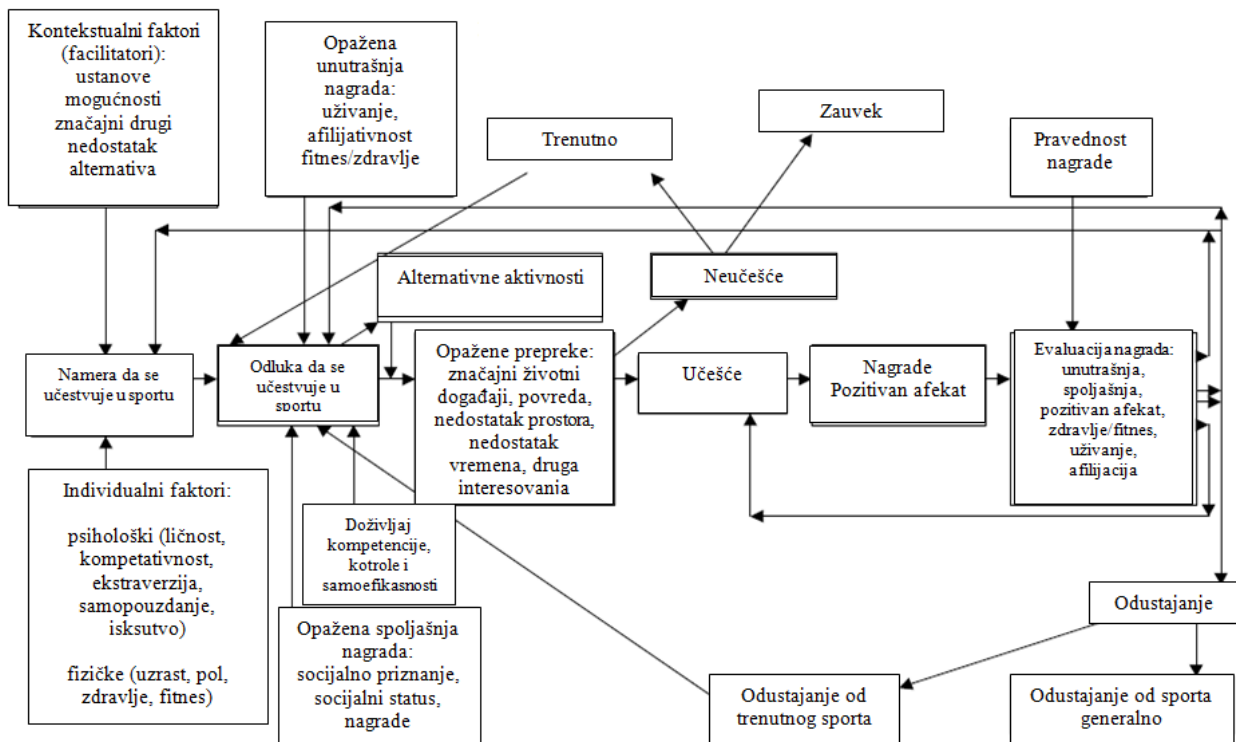 Kontekstualni faktori
(facilitatori):
ustanove
mogućnosti
značajni drugi
nedostatak
alternativa
Opažena
unutrašnja
nagrada:
uživanje,
afilijativnost
fitnes/zdravlje
Trenutno
Zauvek
Pravednost
nagrade
Alternativne aktivnosti
Neučešće
Namera da se
učestvuje u sportu
Odluka da se
učestvuje u
sportu
Opažene prepreke:
značajni životni
događaji, povreda,
nedostatak prostora,
nedostatak
vremena, druga
interesovania
Učešće
Nagrade
Pozitivan afekat
Evaluacija nagrada:
unutrašnja,
spoljašnja,
pozitivan afekat,
zdravlje/fitnes,
uživanje,
afilijacija
Individualni faktori:
psihološki (ličnost,
kompetativnost,
ekstraverzija,
samopouzdanje,
isksutvo)
fizičke (uzrast, pol,
zdravlje, fitnes)
Doživljaj
kompetencije,
kotrole i
samoefikasnosti
Opažena spoljašnja
nagrada:
socijalno priznanje,
socijalni status,
nagrade
Odustajanje
Odustajanje od
trenutnog sporta
Odustajanje od sporta
generalno